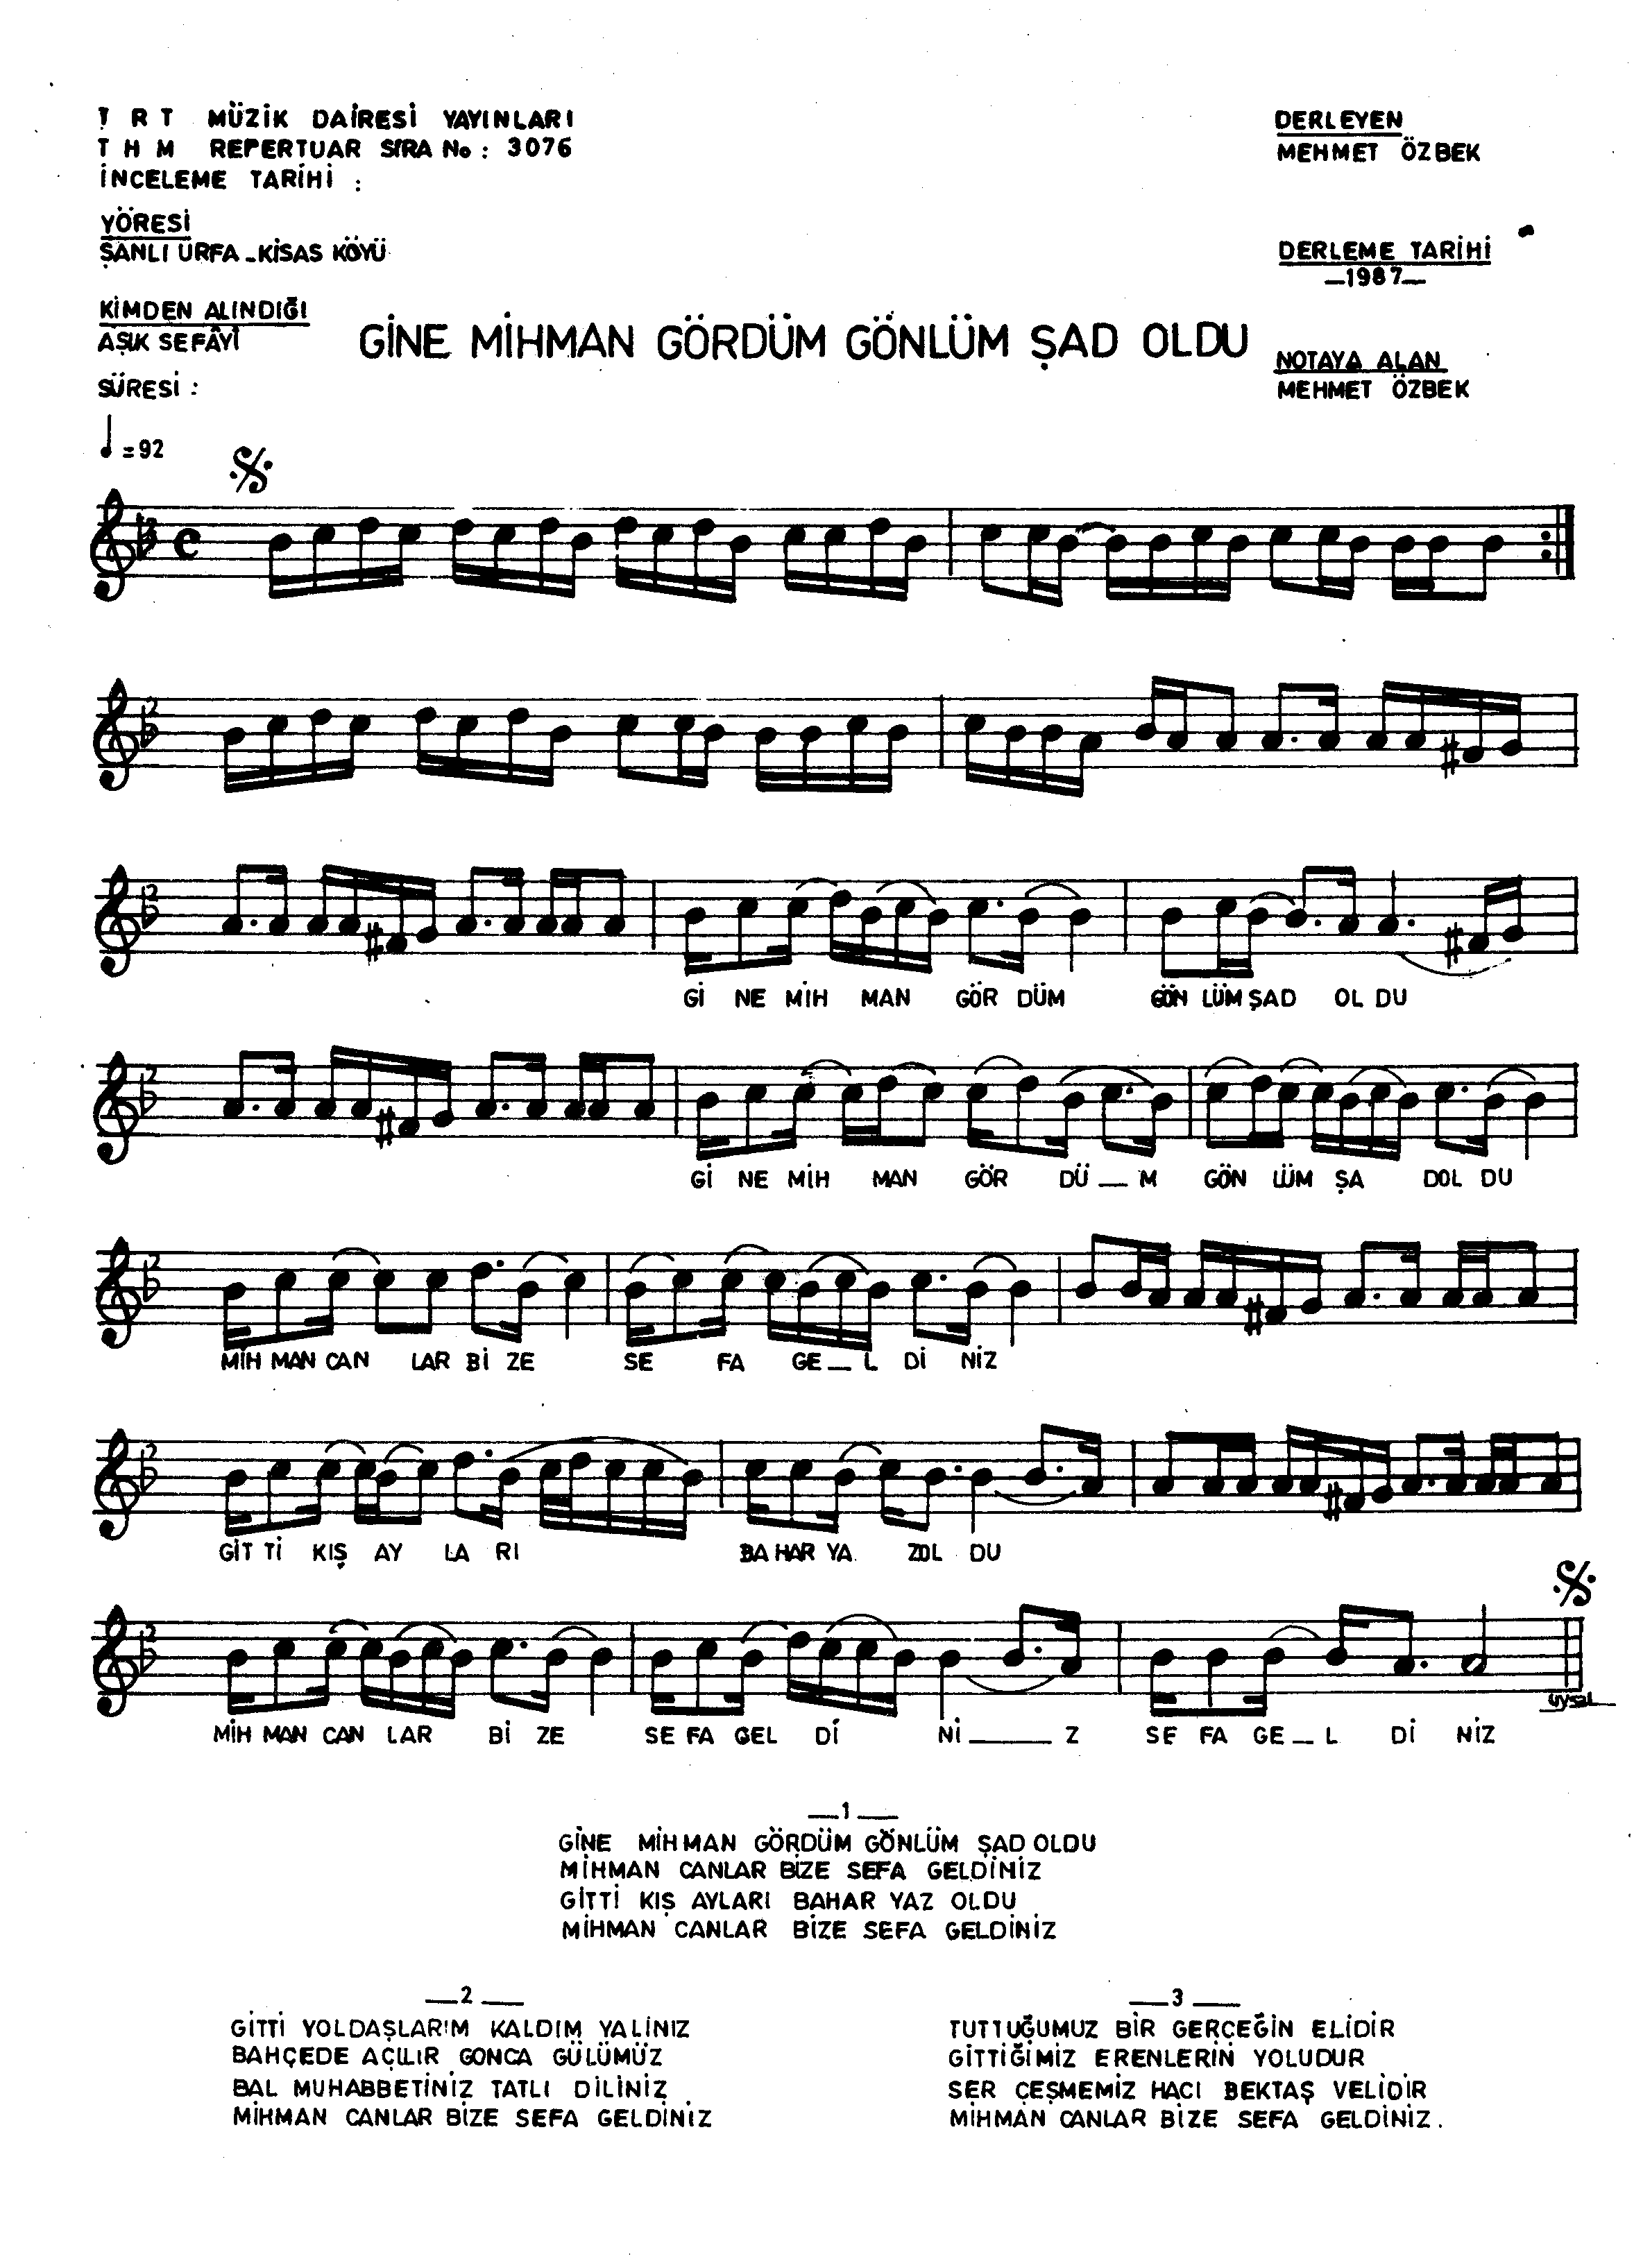 T R T MÜZİK DAİRESİ YAYINLARI
T H M REPERTUAR SIRA No : 3076
İNCELEME TARİHİ :
DERLEYEN
MEHMET ÖZBEK
YÖRESİ
ŞANLI URFA - KISAS KÖYÜ
DERLEME TARİHİ
—1987—
KİMDEN ALINDIĞI
AŞIK SEFÂYİ
GİNE MİHMAN GÖRDÜM GÖNLÜM ŞAD OLDU
NOTAYA ALAN
MEHMET ÖZBEK
SÜRESİ :
=92
Gİ NE MİH MAN GÖR DÜM GÖN LÜM ŞAD OL DU
Gİ NE MİH MAN GÖR DÜ — M GÖN LÜM ŞA DOL DU
MİH MAN CAN LAR Bİ ZE SE FA GE — L Dİ NİZ
GİT Tİ KIŞ AY LA RI BA HAR YA ZOL DU
MİH MAN CAN LAR Bİ ZE SE FA GEL Dİ Nİ — Z SE FA GE — L Dİ NİZ
uysal
—1—
GİNE MİHMAN GÖRDÜM GÖNLÜM ŞAD OLDU
MİHMAN CANLAR BİZE SEFA GELDİNİZ
GİTTİ KIŞ AYLARI BAHAR YAZ OLDU
MİHMAN CANLAR BİZE SEFA GELDİNİZ
—2—
GİTTİ YOLDAŞLARIM KALDIM YALINIZ
BAHÇEDE AÇILIR GONCA GÜLÜMÜZ
BAL MUHABBETİNİZ TATLI DİLİNİZ
MİHMAN CANLAR BİZE SEFA GELDİNİZ
—3—
TUTTUĞUMUZ BİR GERÇEĞİN ELİDİR
GİTTİĞİMİZ ERENLERİN YOLUDUR
SER ÇEŞMEMİZ HACI BEKTAŞ VELİDİR
MİHMAN CANLAR BİZE SEFA GELDİNİZ.